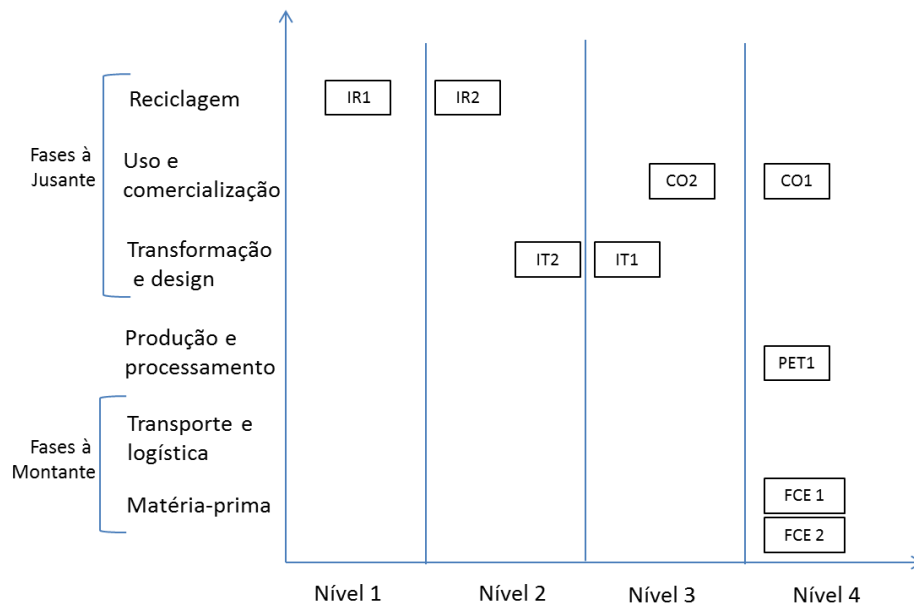 Reciclagem
IR1
IR2
Fases à
Jusante
Uso e
comercialização
CO2
CO1
Transformação
e design
IT2
IT1
Produção e
processamento
PET1
Fases à
Montante
Transporte e
logística
Matéria-prima
FCE 1
FCE 2
Nível 1
Nível 2
Nível 3
Nível 4